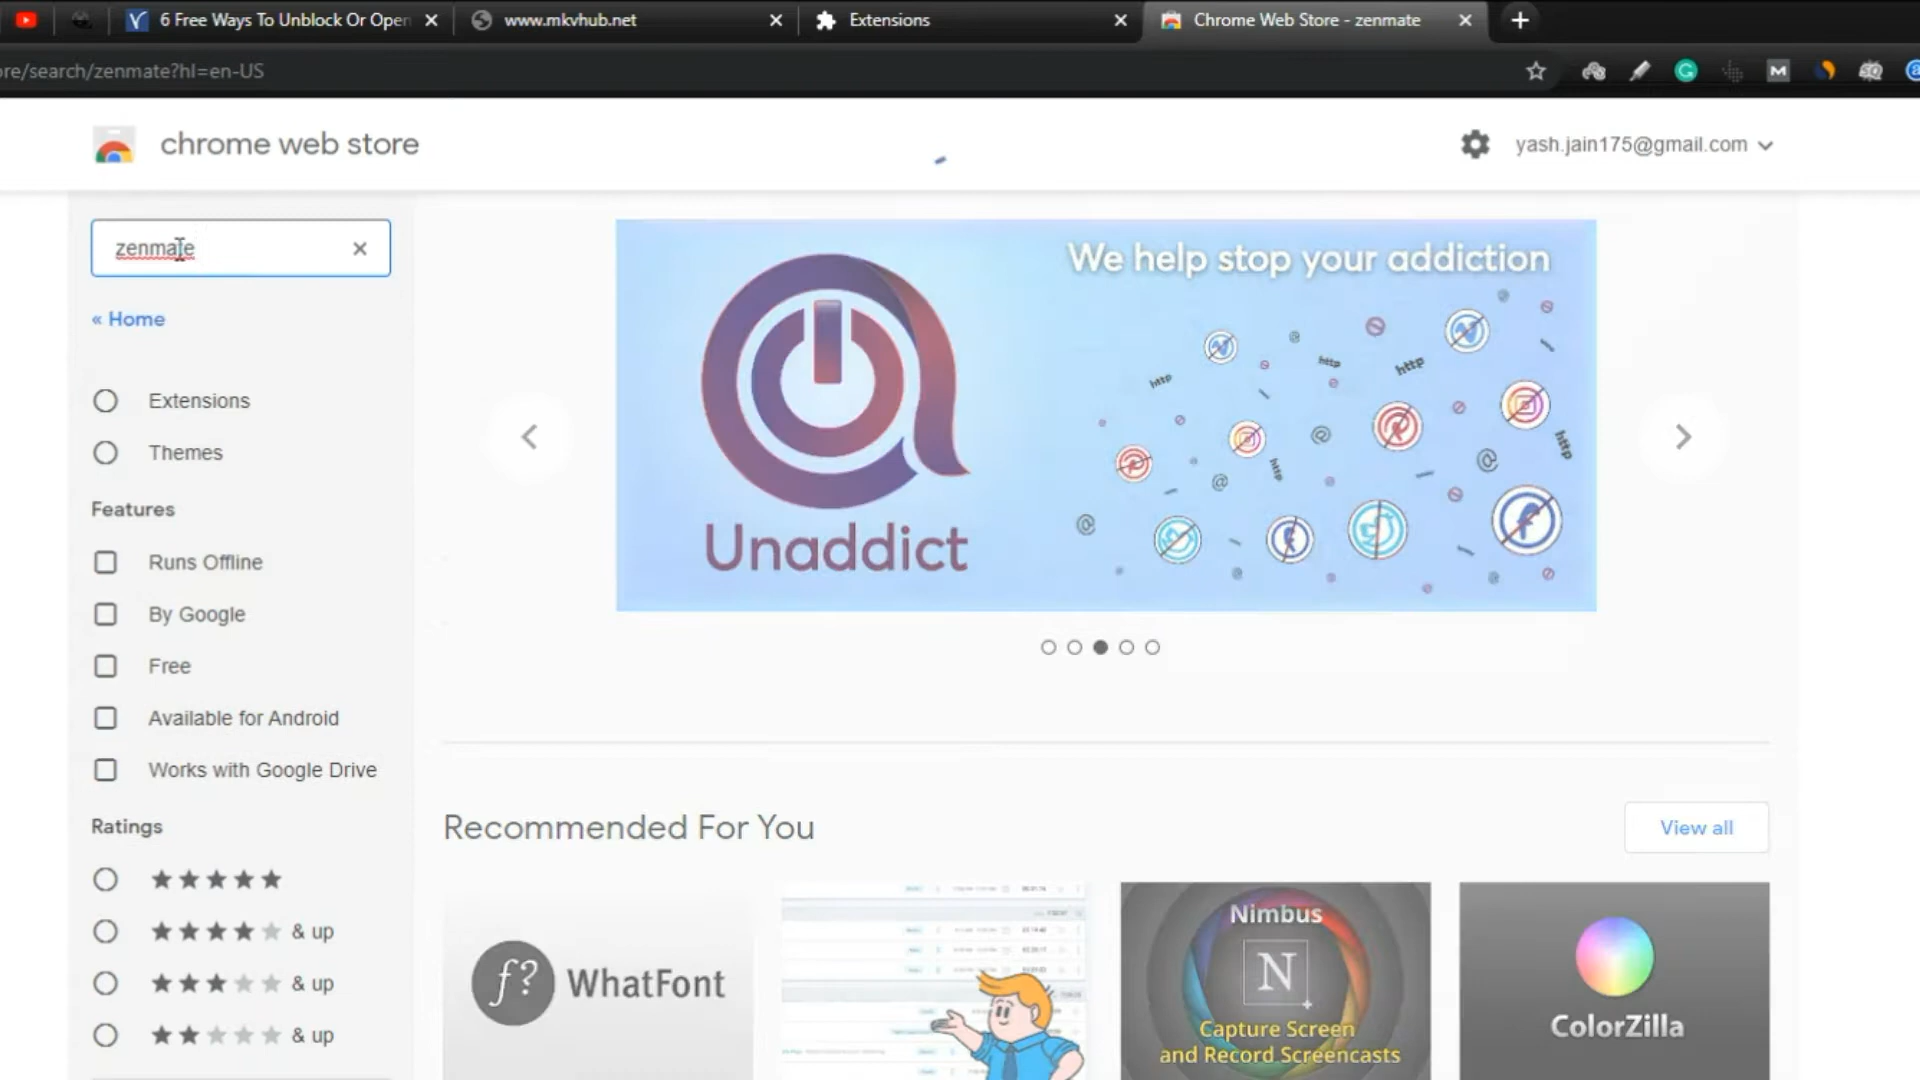 6 Free Ways To Unblock Or Open
www.mkvhub.net
Extensions
Chrome Web Store - zenmate
ore/search/zenmate?hl=en-US
chrome web store
yash.jain175@gmail.com
zenmate
« Home
Extensions
Themes
Features
Runs Offline
By Google
Free
Available for Android
Works with Google Drive
Ratings
& up
& up
& up
We help stop your addiction
http
http
http
http
http
Unaddict
Recommended For You
View all
f? WhatFont
Nimbus
N
Capture Screen
and Record Screencasts
ColorZilla